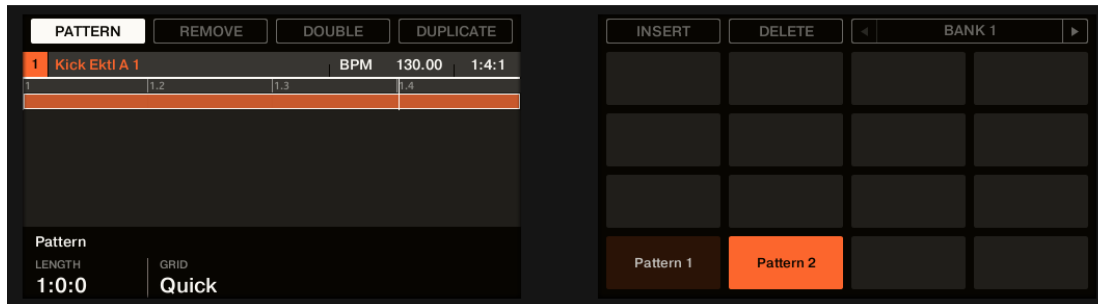 PATTERN REMOVE DOUBLE DUPLICATE
1 Kick Ektl A 1 BPM 130.00 1:4:1
1 1.2 1.3 1.4
Pattern
LENGTH GRID
1:0:0 Quick
INSERT DELETE BANK 1
Pattern 1 Pattern 2